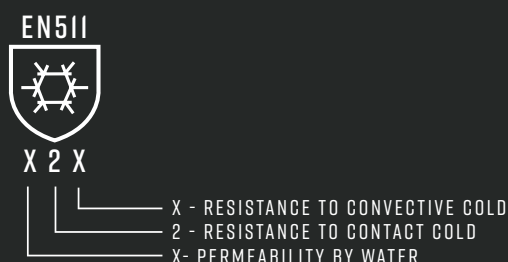 EN511
X 2 X
X - RESISTANCE TO CONVECTIVE COLD
2 - RESISTANCE TO CONTACT COLD
X- PERMEABILITY BY WATER